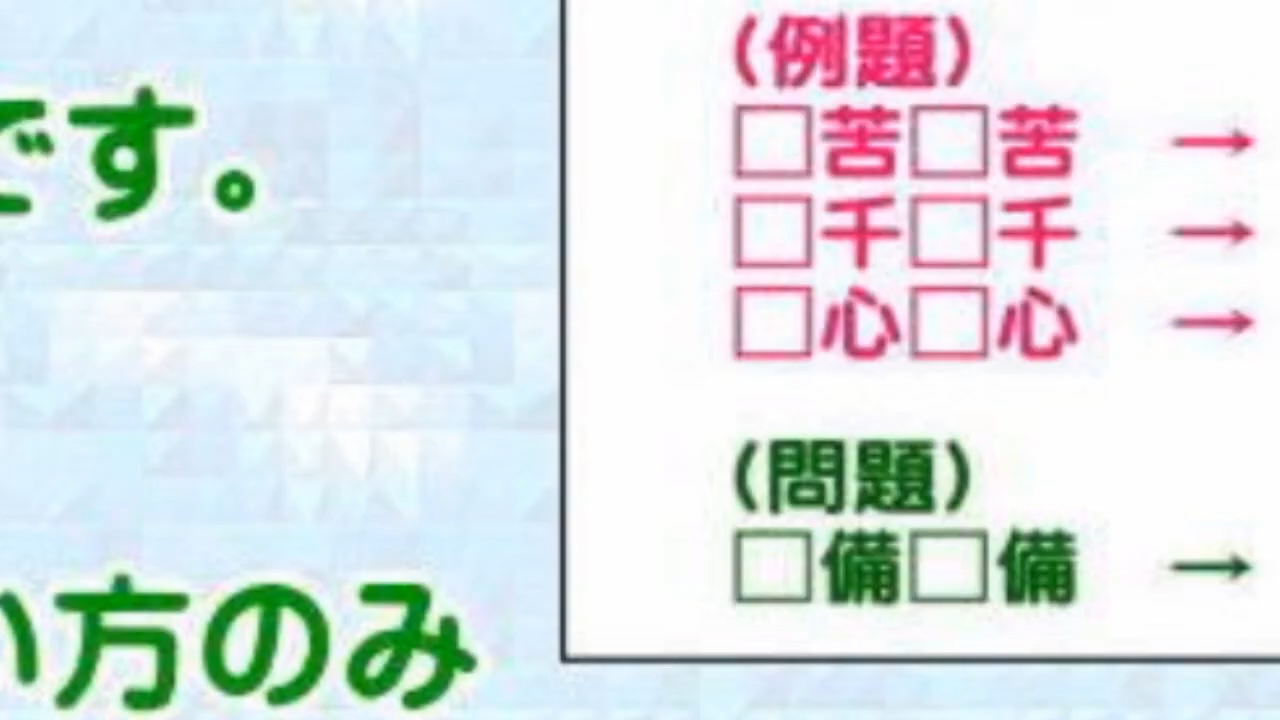 です。
い方のみ
(例題)
□苦□苦 →
□千□千 →
□心□心 →
(問題)
□備□備 →